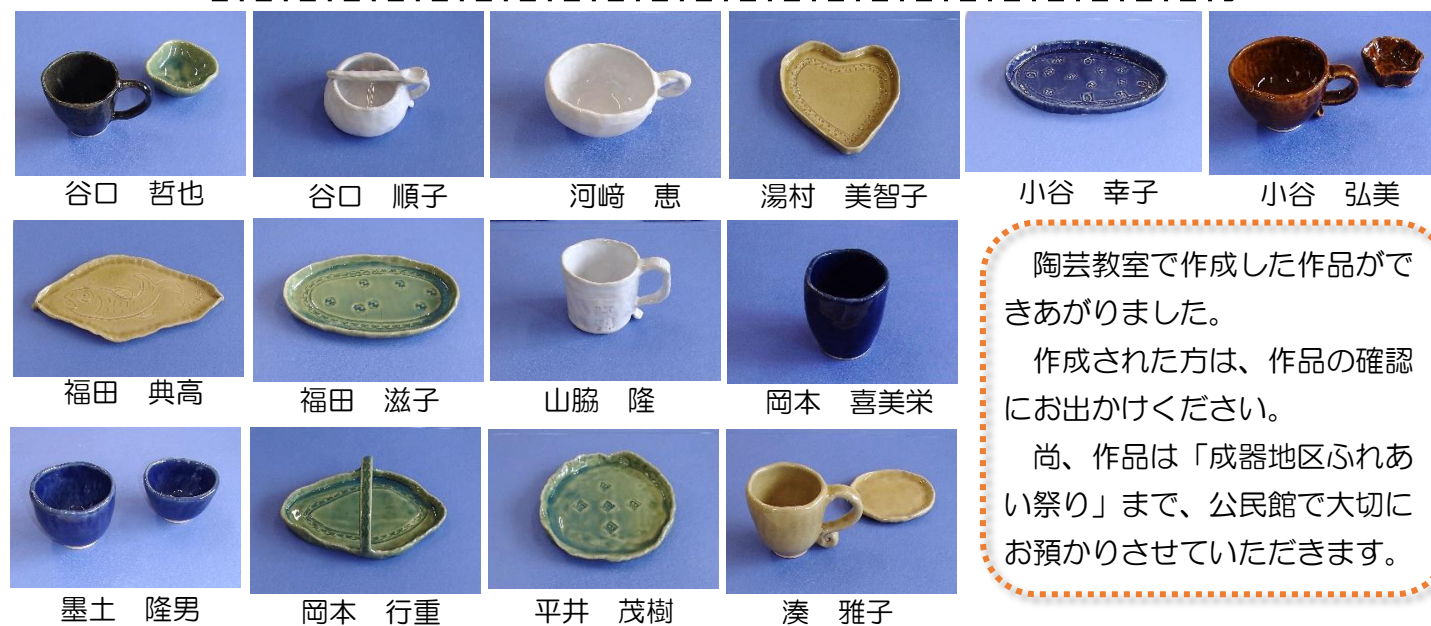 谷口　哲也
谷口　順子
河﨑　恵
湯村　美智子
小谷　幸子
小谷　弘美
福田　典高
福田　滋子
山脇　隆
岡本　喜美栄
墨土　隆男
岡本　行重
平井　茂樹
湊　雅子
陶芸教室で作成した作品がで
きあがりました。
作成された方は、作品の確認
にお出かけください。
尚、作品は「成器地区ふれあ
い祭り」まで、公民館で大切に
お預かりさせていただきます。